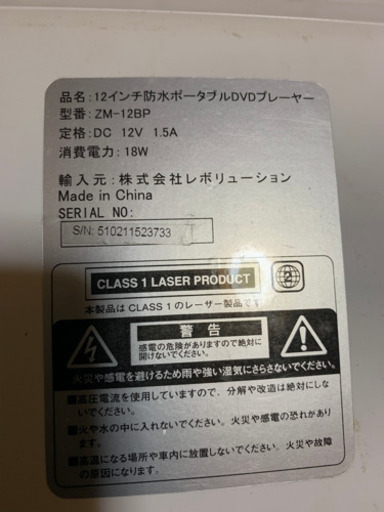 品名：12インチ防水ポータブルDVDプレーヤー
型番：ZM-12BP
定格：DC 12V 1.5A
消費電力：18W
輸入元：株式会社レボリューション
Made in China
SERIAL NO:
S/N: 510211523733
CLASS 1 LASER PRODUCT
本製品は CLASS 1 のレーザー製品です
警告
感電の危険がありますので絶対に
開けないでください。
火災や感電を避けるため雨や強い湿気にさらさないでください
■高圧電流を使用していますので、分解や改造は絶対にしな
いでください。
■火や水の中に入れないでください。火災や感電の恐れがあり
ます。
■高温になる場所や車内に放置しないでください。火災や故障
の原因になります。